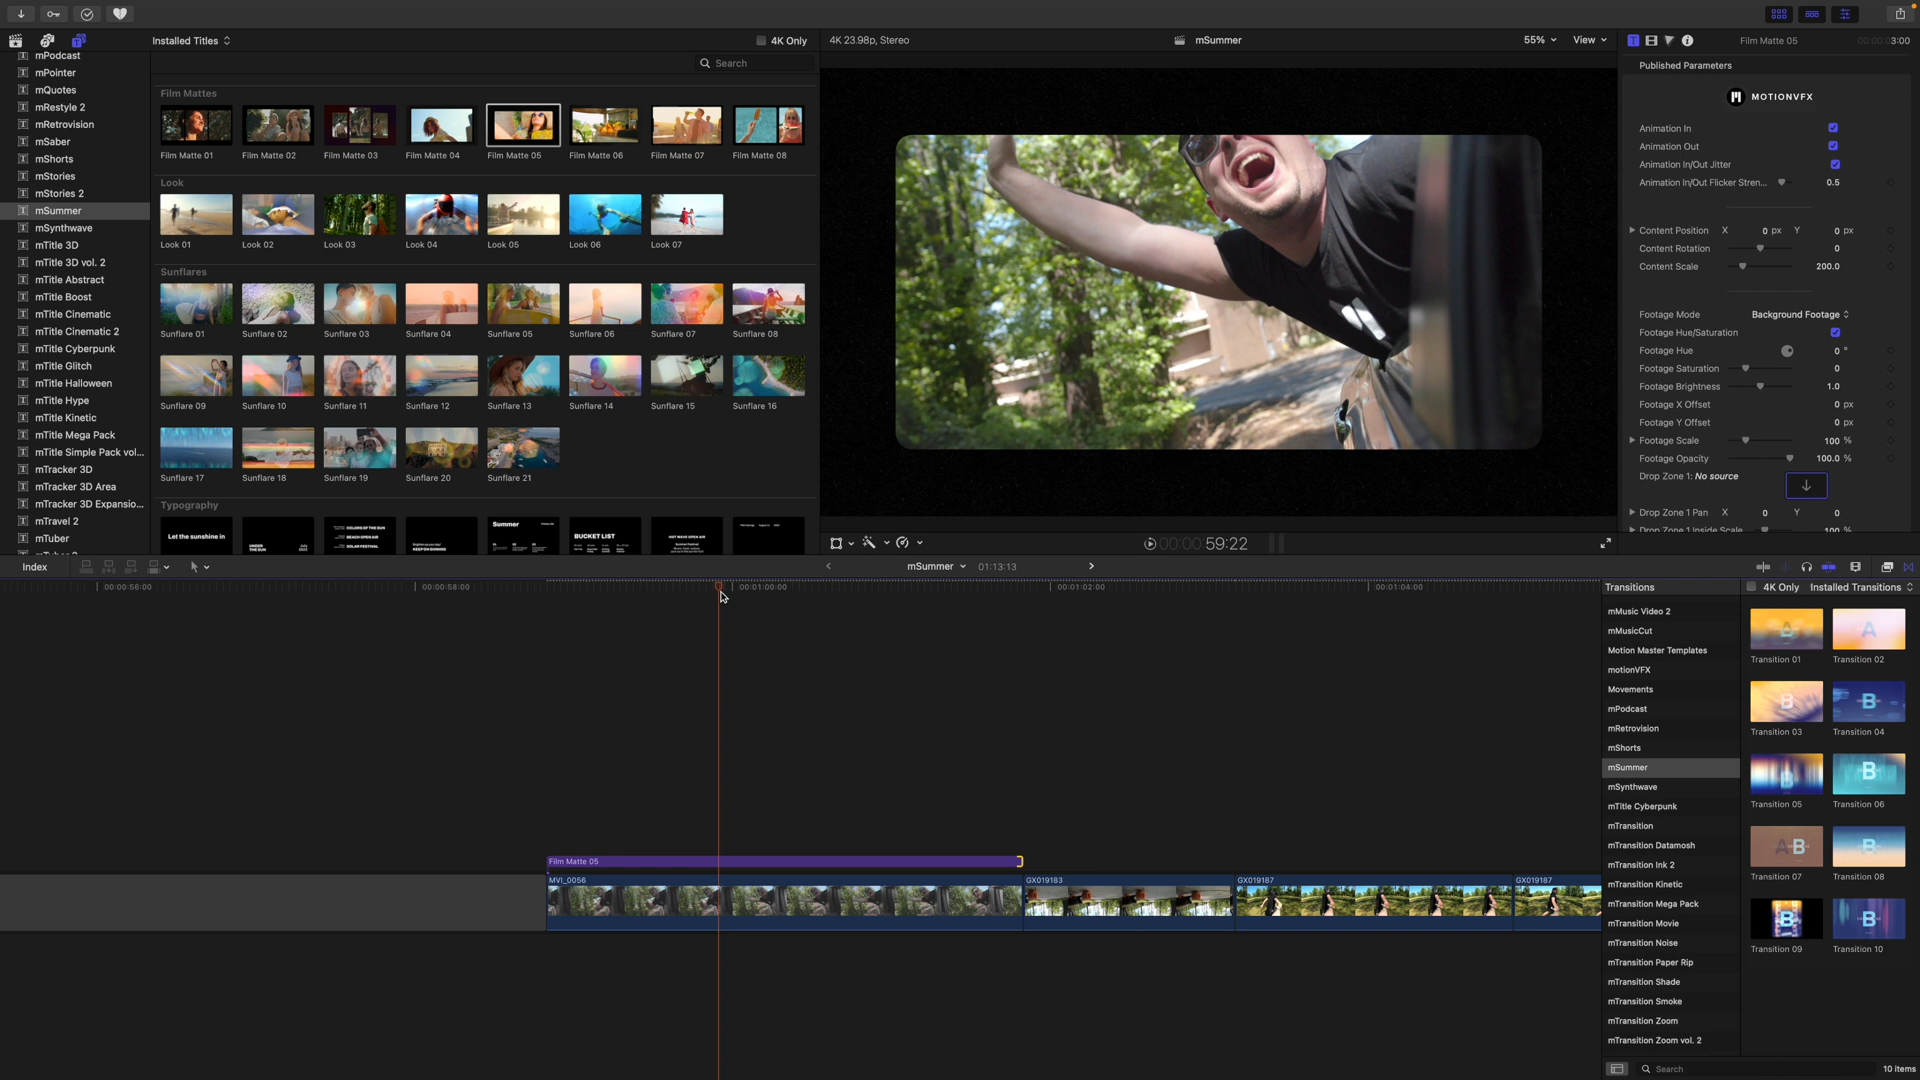 Installed Titles
4K Only
4K 23.98p, Stereo
mSummer
55%
View
Film Matte 05
00:00:03:00
Search
Published Parameters
mPodcast
mPointer
mQuotes
mRestyle 2
mRetrovision
mSaber
mShorts
mStories
mStories 2
mSummer
mSynthwave
mTitle 3D
mTitle 3D vol. 2
mTitle Abstract
mTitle Boost
mTitle Cinematic
mTitle Cinematic 2
mTitle Cyberpunk
mTitle Glitch
mTitle Halloween
mTitle Hype
mTitle Kinetic
mTitle Mega Pack
mTitle Simple Pack vol...
mTracker 3D
mTracker 3D Area
mTracker 3D Expansio...
mTravel 2
mTuber
Film Mattes
Film Matte 01
Film Matte 02
Film Matte 03
Film Matte 04
Film Matte 05
Film Matte 06
Film Matte 07
Film Matte 08
Look
Look 01
Look 02
Look 03
Look 04
Look 05
Look 06
Look 07
Sunflares
Sunflare 01
Sunflare 02
Sunflare 03
Sunflare 04
Sunflare 05
Sunflare 06
Sunflare 07
Sunflare 08
Sunflare 09
Sunflare 10
Sunflare 11
Sunflare 12
Sunflare 13
Sunflare 14
Sunflare 15
Sunflare 16
Sunflare 17
Sunflare 18
Sunflare 19
Sunflare 20
Sunflare 21
Typography
Let the sunshine in
UNDER THE SUN
COLORS OF THE SUN
BEACH OPEN AIR
SOLAR FESTIVAL
KEEP ON SHINING
Summer
BUCKET LIST
HOT WAVE OPEN AIR
MOTIONVFX
Animation In
Animation Out
Animation In/Out Jitter
Animation In/Out Flicker Stren... 0.5
Content Position X 0 px Y 0 px
Content Rotation 0
Content Scale 200.0
Footage Mode Background Footage
Footage Hue/Saturation
Footage Hue 0 °
Footage Saturation 0
Footage Brightness 1.0
Footage X Offset 0 px
Footage Y Offset 0 px
Footage Scale 100 %
Footage Opacity 100.0 %
Drop Zone 1: No source
Drop Zone 1 Pan X 0 Y 0
Drop Zone 1 Inside Scale 100 %
00:00:59:22
Index
mSummer
01:13:13
00:00:56:00
00:00:58:00
00:01:00:00
00:01:02:00
00:01:04:00
Film Matte 05
MVI_0056
GX019183
GX019187
GX019187
Transitions
4K Only
Installed Transitions
mMusic Video 2
mMusicCut
Motion Master Templates
motionVFX
Movements
mPodcast
mRetrovision
mShorts
mSummer
mSynthwave
mTitle Cyberpunk
mTransition
mTransition Datamosh
mTransition Ink 2
mTransition Kinetic
mTransition Mega Pack
mTransition Movie
mTransition Noise
mTransition Paper Rip
mTransition Shade
mTransition Smoke
mTransition Zoom
mTransition Zoom vol. 2
A
Transition 01
Transition 02
B
B
Transition 03
Transition 04
B
B
Transition 05
Transition 06
AB
Transition 07
Transition 08
B
B
Transition 09
Transition 10
Search
10 items